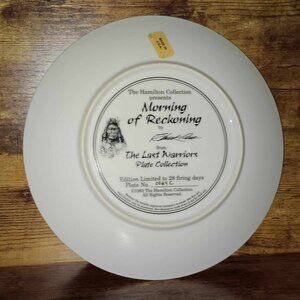 The Hamilton Collection
presents
Morning
of Reckoning
by
from
The Last Warriors
Plate Collection
Edition Limited to 28 firing days
Plate No.
The Hamilton Collection
All Rights Reserved.